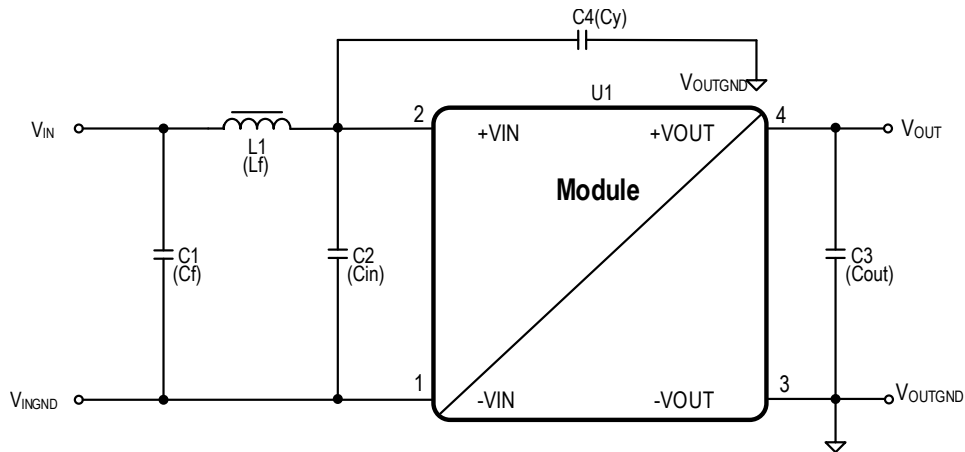 C4(Cy)
VOUTGND
U1
VIN
L1
(Lf)
2
+VIN
+VOUT
4
VOUT
Module
C1
(Cf)
C2
(Cin)
C3
(Cout)
VINGND
1
-VIN
-VOUT
3
VOUTGND